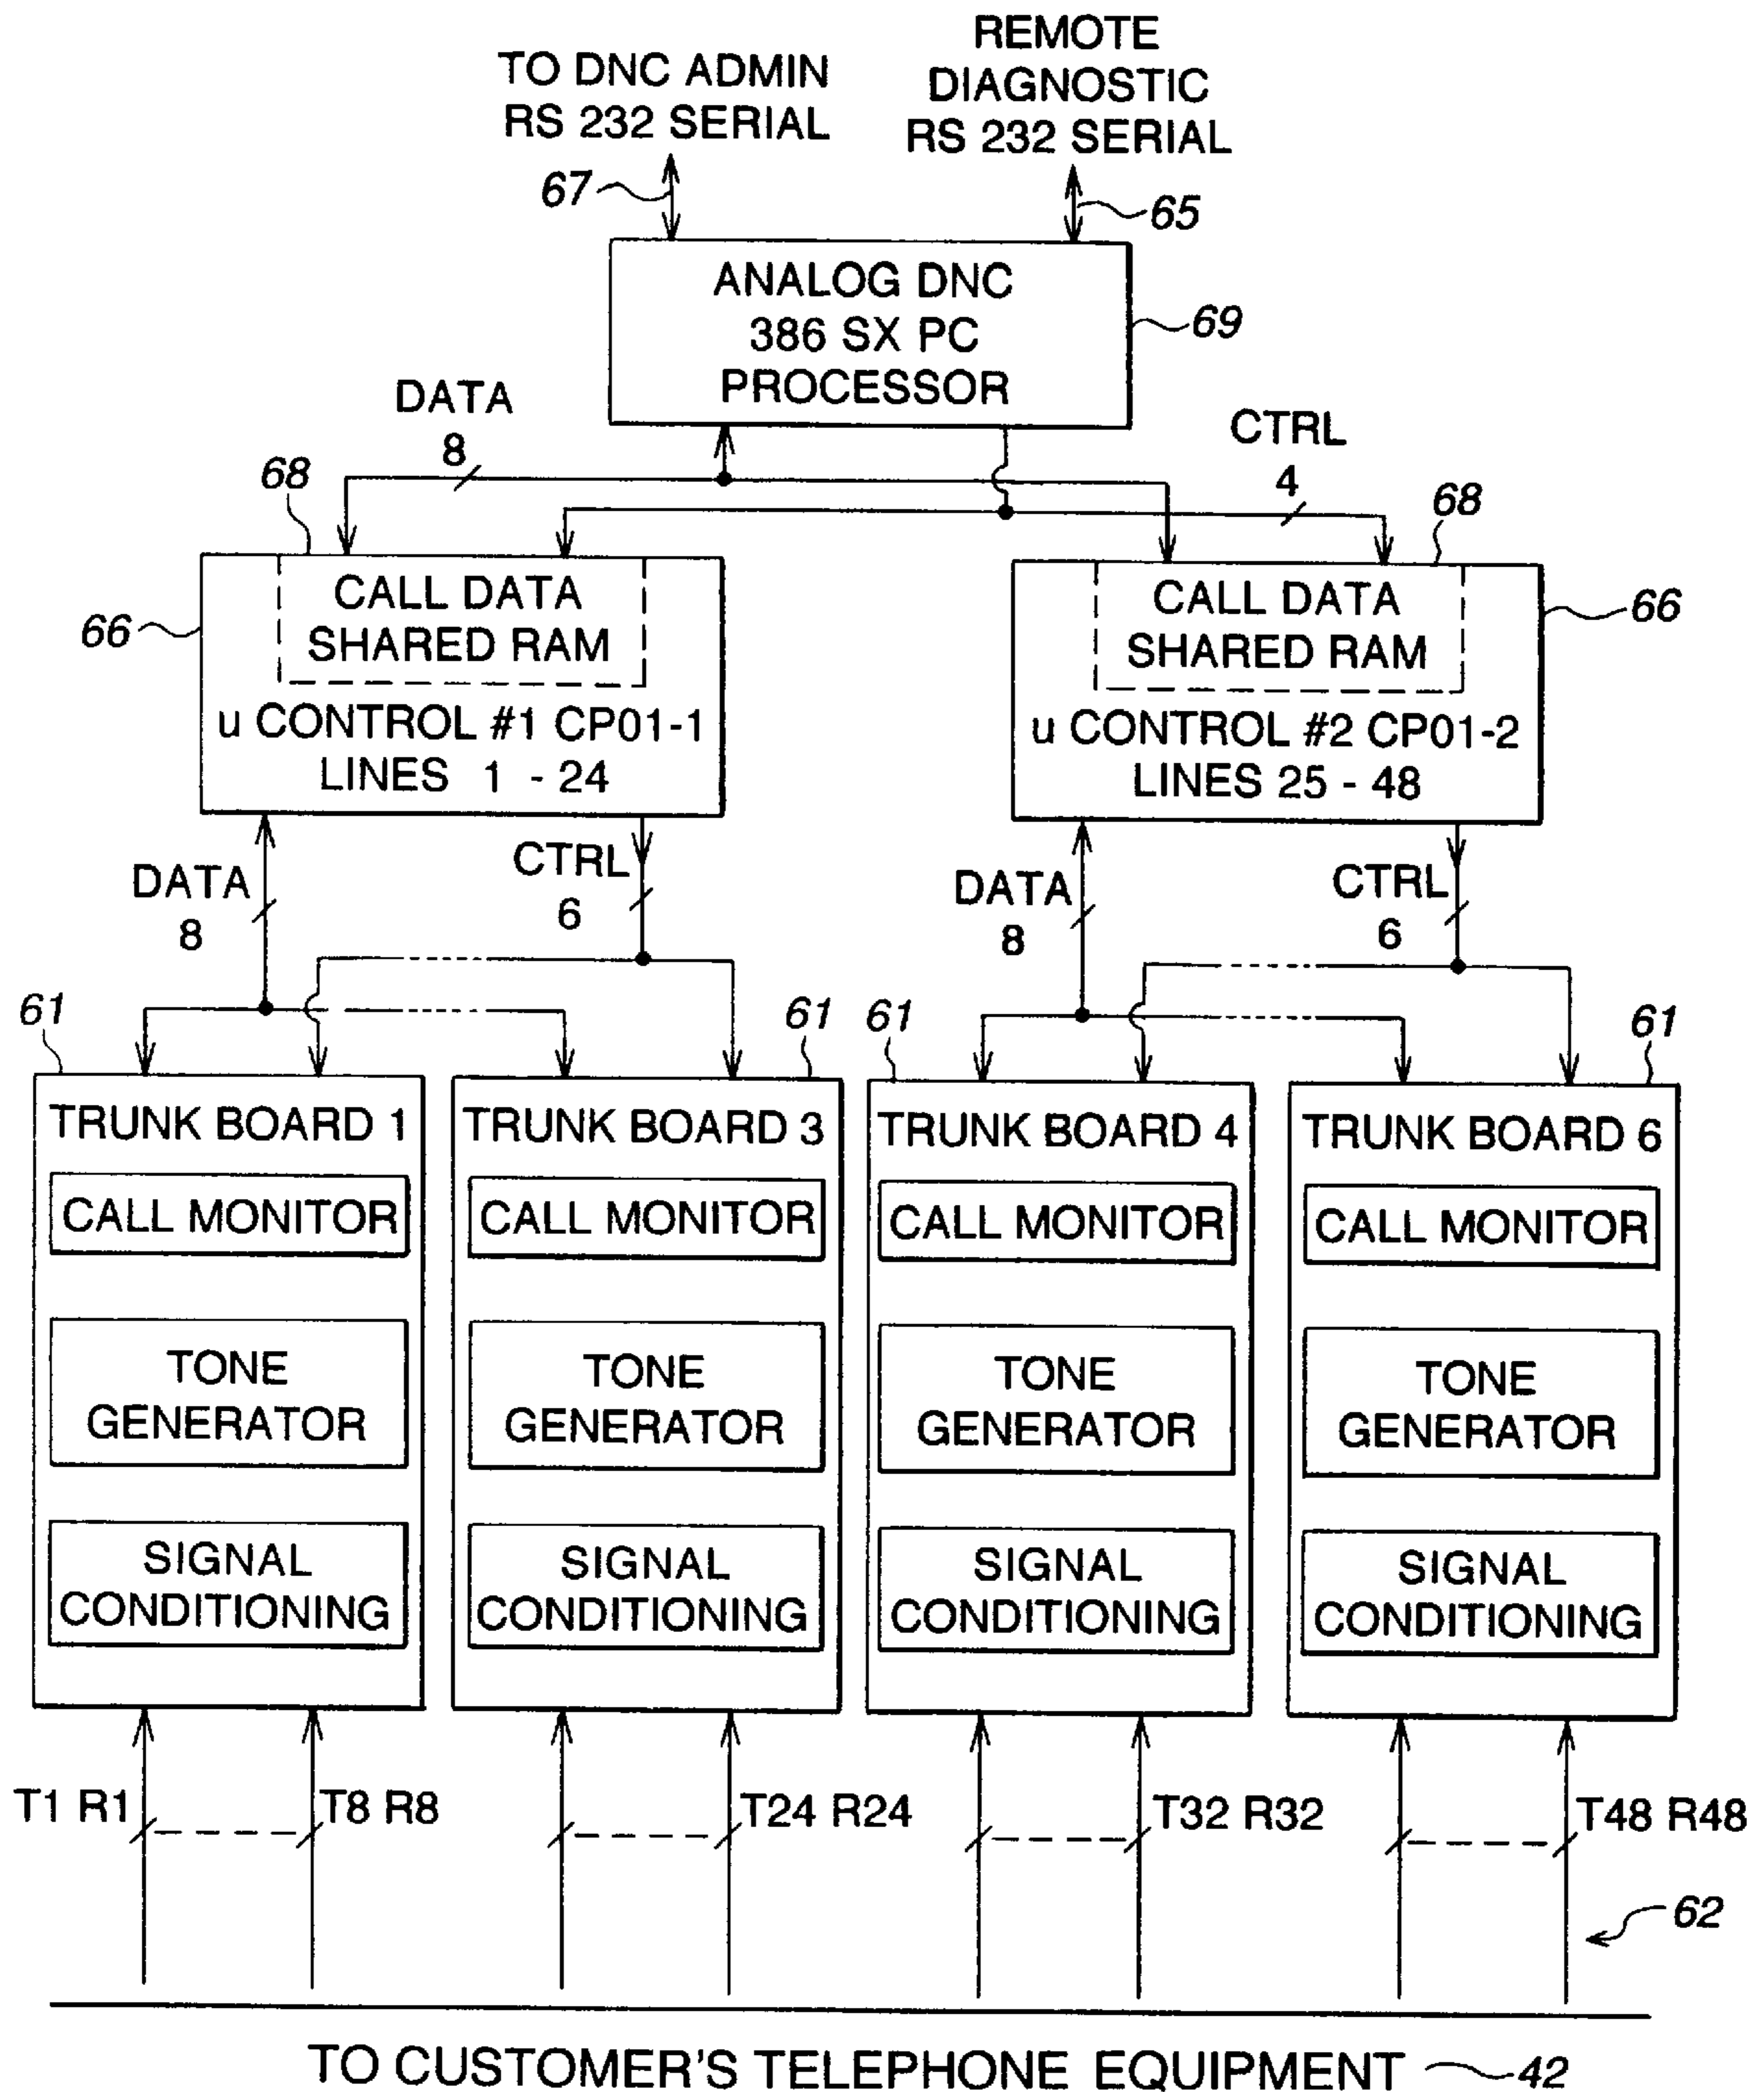 TO DNC ADMIN
RS 232 SERIAL
REMOTE
DIAGNOSTIC
RS 232 SERIAL
67
65
ANALOG DNC
386 SX PC
PROCESSOR
69
DATA
8
CTRL
4
68
68
CALL DATA
SHARED RAM
u CONTROL #1 CP01-1
LINES 1 - 24
66
CALL DATA
SHARED RAM
u CONTROL #2 CP01-2
LINES 25 - 48
66
DATA
8
CTRL
6
DATA
8
CTRL
6
61
61
61
61
TRUNK BOARD 1
CALL MONITOR
TONE
GENERATOR
SIGNAL
CONDITIONING
TRUNK BOARD 3
CALL MONITOR
TONE
GENERATOR
SIGNAL
CONDITIONING
TRUNK BOARD 4
CALL MONITOR
TONE
GENERATOR
SIGNAL
CONDITIONING
TRUNK BOARD 6
CALL MONITOR
TONE
GENERATOR
SIGNAL
CONDITIONING
T1 R1
T8 R8
T24 R24
T32 R32
T48 R48
62
TO CUSTOMER'S TELEPHONE EQUIPMENT
42